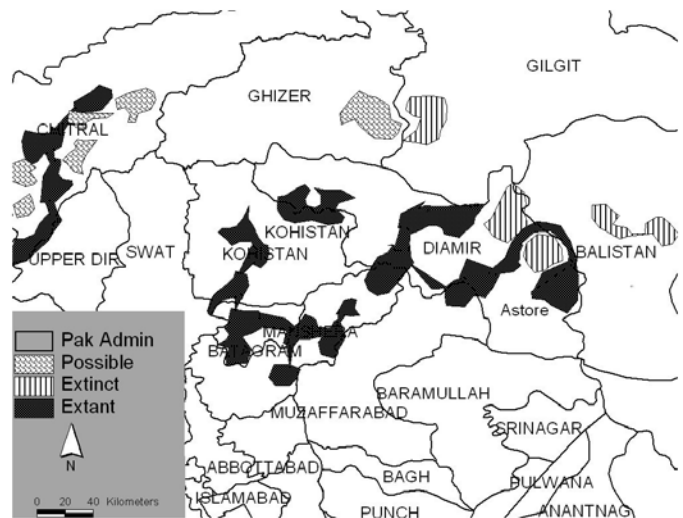 GILGIT
GHIZER
CHITRAL
KOHISTAN
KOHISTAN
DIAMIR
BALISTAN
UPPER DIR
SWAT
Astore
MANSHERA
BATAGRAM
BARAMULLAH
MUZAFFARABAD
SRINAGAR
ABBOTTABAD
BAGH
PULWANA
ISLAMABAD
PUNCH
ANANTNAG
Pak Admin
Possible
Extinct
Extant
N
0 20 40 Kilometers